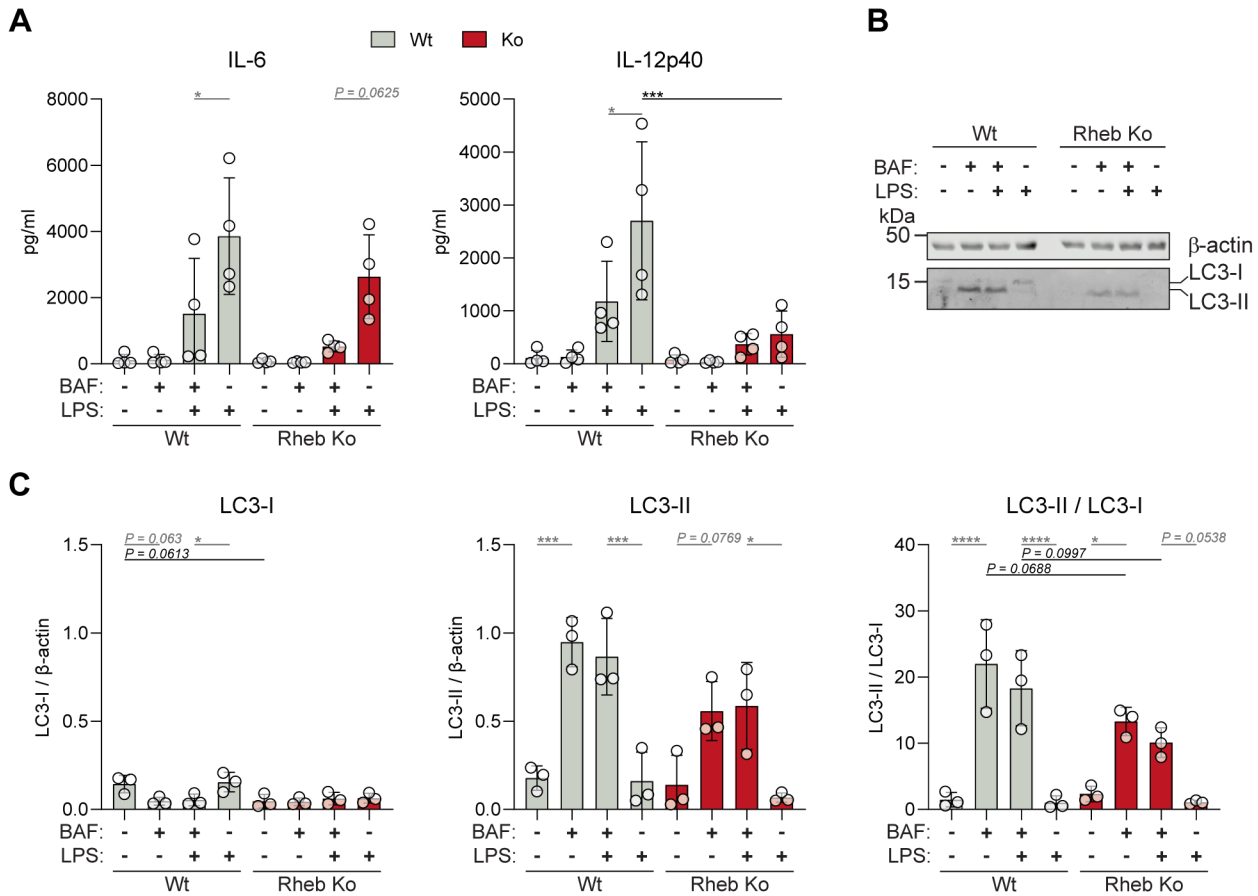 A
B
Wt Ko
IL-6
IL-12p40
* P = 0.0625
* ***
8000
6000
4000
2000
0
pg/ml
5000
4000
3000
2000
1000
0
pg/ml
BAF: - + + - - + + -
LPS: - - + + - - + +
Wt Rheb Ko
BAF: - + + - - + + -
LPS: - - + + - - + +
Wt Rheb Ko
Wt Rheb Ko
BAF: - + + - - + + -
LPS: - - + + - - + +
kDa
50
β-actin
15
LC3-I
LC3-II
C
LC3-I
P = 0.063 *
P = 0.0613
1.5
1.0
0.5
0.0
LC3-I / β-actin
BAF: - + + - - + + -
LPS: - - + + - - + +
Wt Rheb Ko
LC3-II
*** *** P = 0.0769 *
1.5
1.0
0.5
0.0
LC3-II / β-actin
BAF: - + + - - + + -
LPS: - - + + - - + +
Wt Rheb Ko
LC3-II / LC3-I
**** **** * P = 0.0538
P = 0.0997
P = 0.0688
40
30
20
10
0
LC3-II / LC3-I
BAF: - + + - - + + -
LPS: - - + + - - + +
Wt Rheb Ko